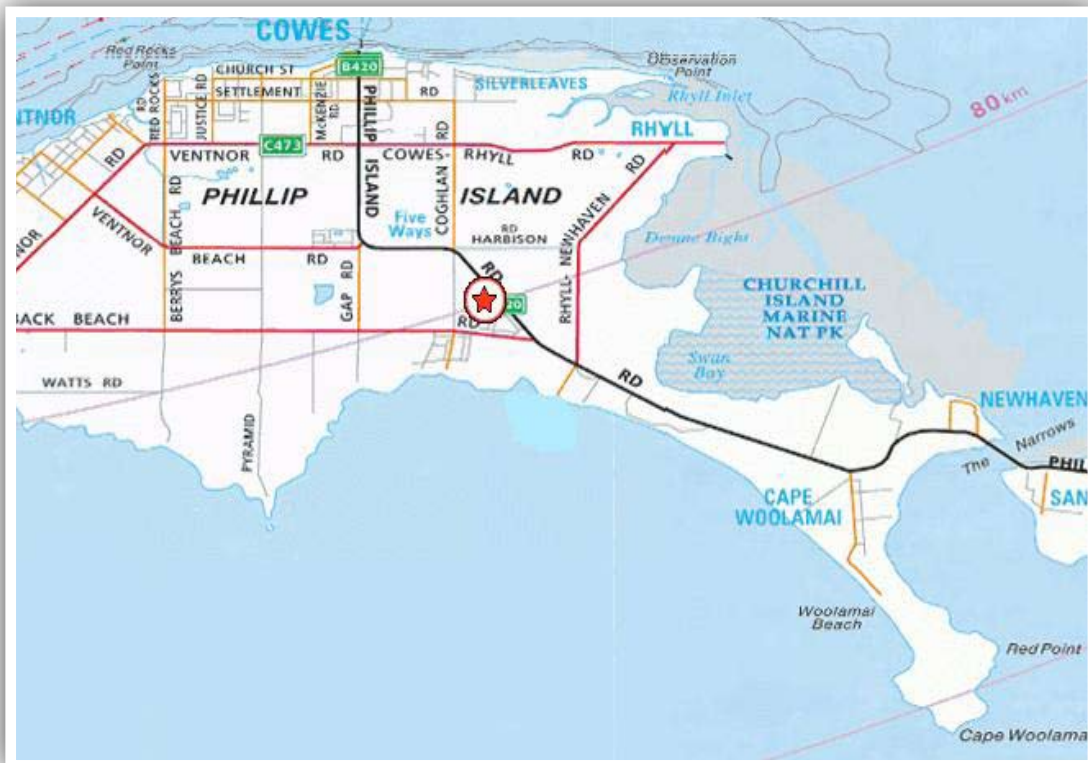 COWES
Red Rocks
Point
B420
Observation
Point
CHURCH ST
SETTLEMENT
RD
SILVERLEAVES
Rhyll Inlet
80 km
RED ROCKS
RD
JUSTICE RD
McKENZIE
RD
PHILLIP ISLAND
RD
NTNOR
RHYLL
C473
VENTNOR RD
COWES-
RHYLL
RD
RD
RD
PHILLIP
ISLAND
COGHLAN
RD
Five
Ways
RD
HARBISON
NOR
VENTNOR
BEACH RD
BEACH RD
BERRYS
GAP RD
RD
20
RHYLL- NEWHAVEN
Denne Bight
CHURCHILL
ISLAND
MARINE
NAT PK
BACK BEACH
RD
Swan
Bay
WATTS RD
RD
PYRAMID
NEWHAVEN
The Narrows
PHIL
SAN
CAPE
WOOLAMAI
Woolamai
Beach
Red Point
Cape Woolama